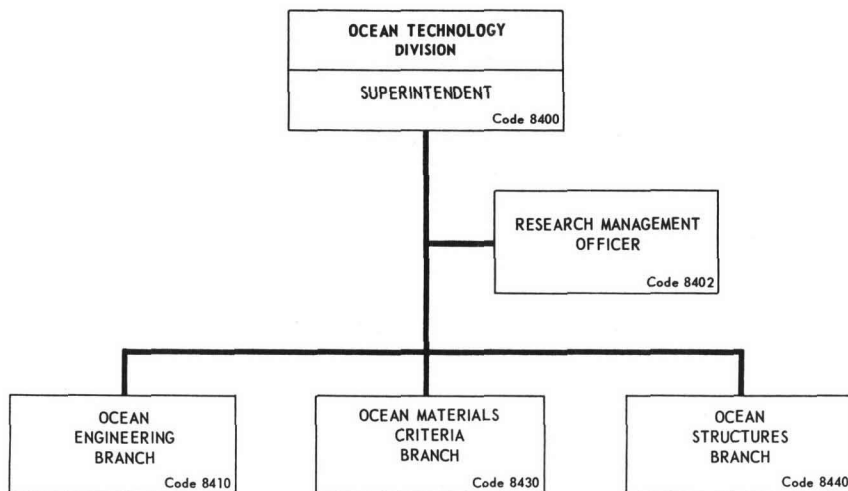 OCEAN TECHNOLOGY
DIVISION
SUPERINTENDENT
Code 8400
RESEARCH MANAGEMENT
OFFICER
Code 8402
OCEAN
ENGINEERING
BRANCH
Code 8410
OCEAN MATERIALS
CRITERIA
BRANCH
Code 8430
OCEAN
STRUCTURES
BRANCH
Code 8440